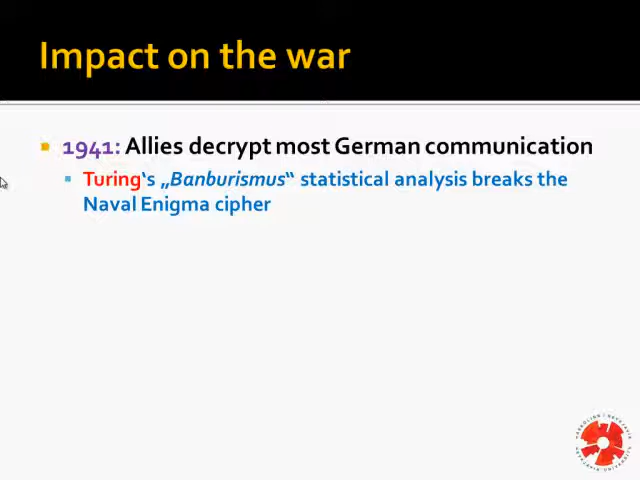 Impact on the war
1941: Allies decrypt most German communication
Turing‘s „Banburismus“ statistical analysis breaks the
Naval Enigma cipher